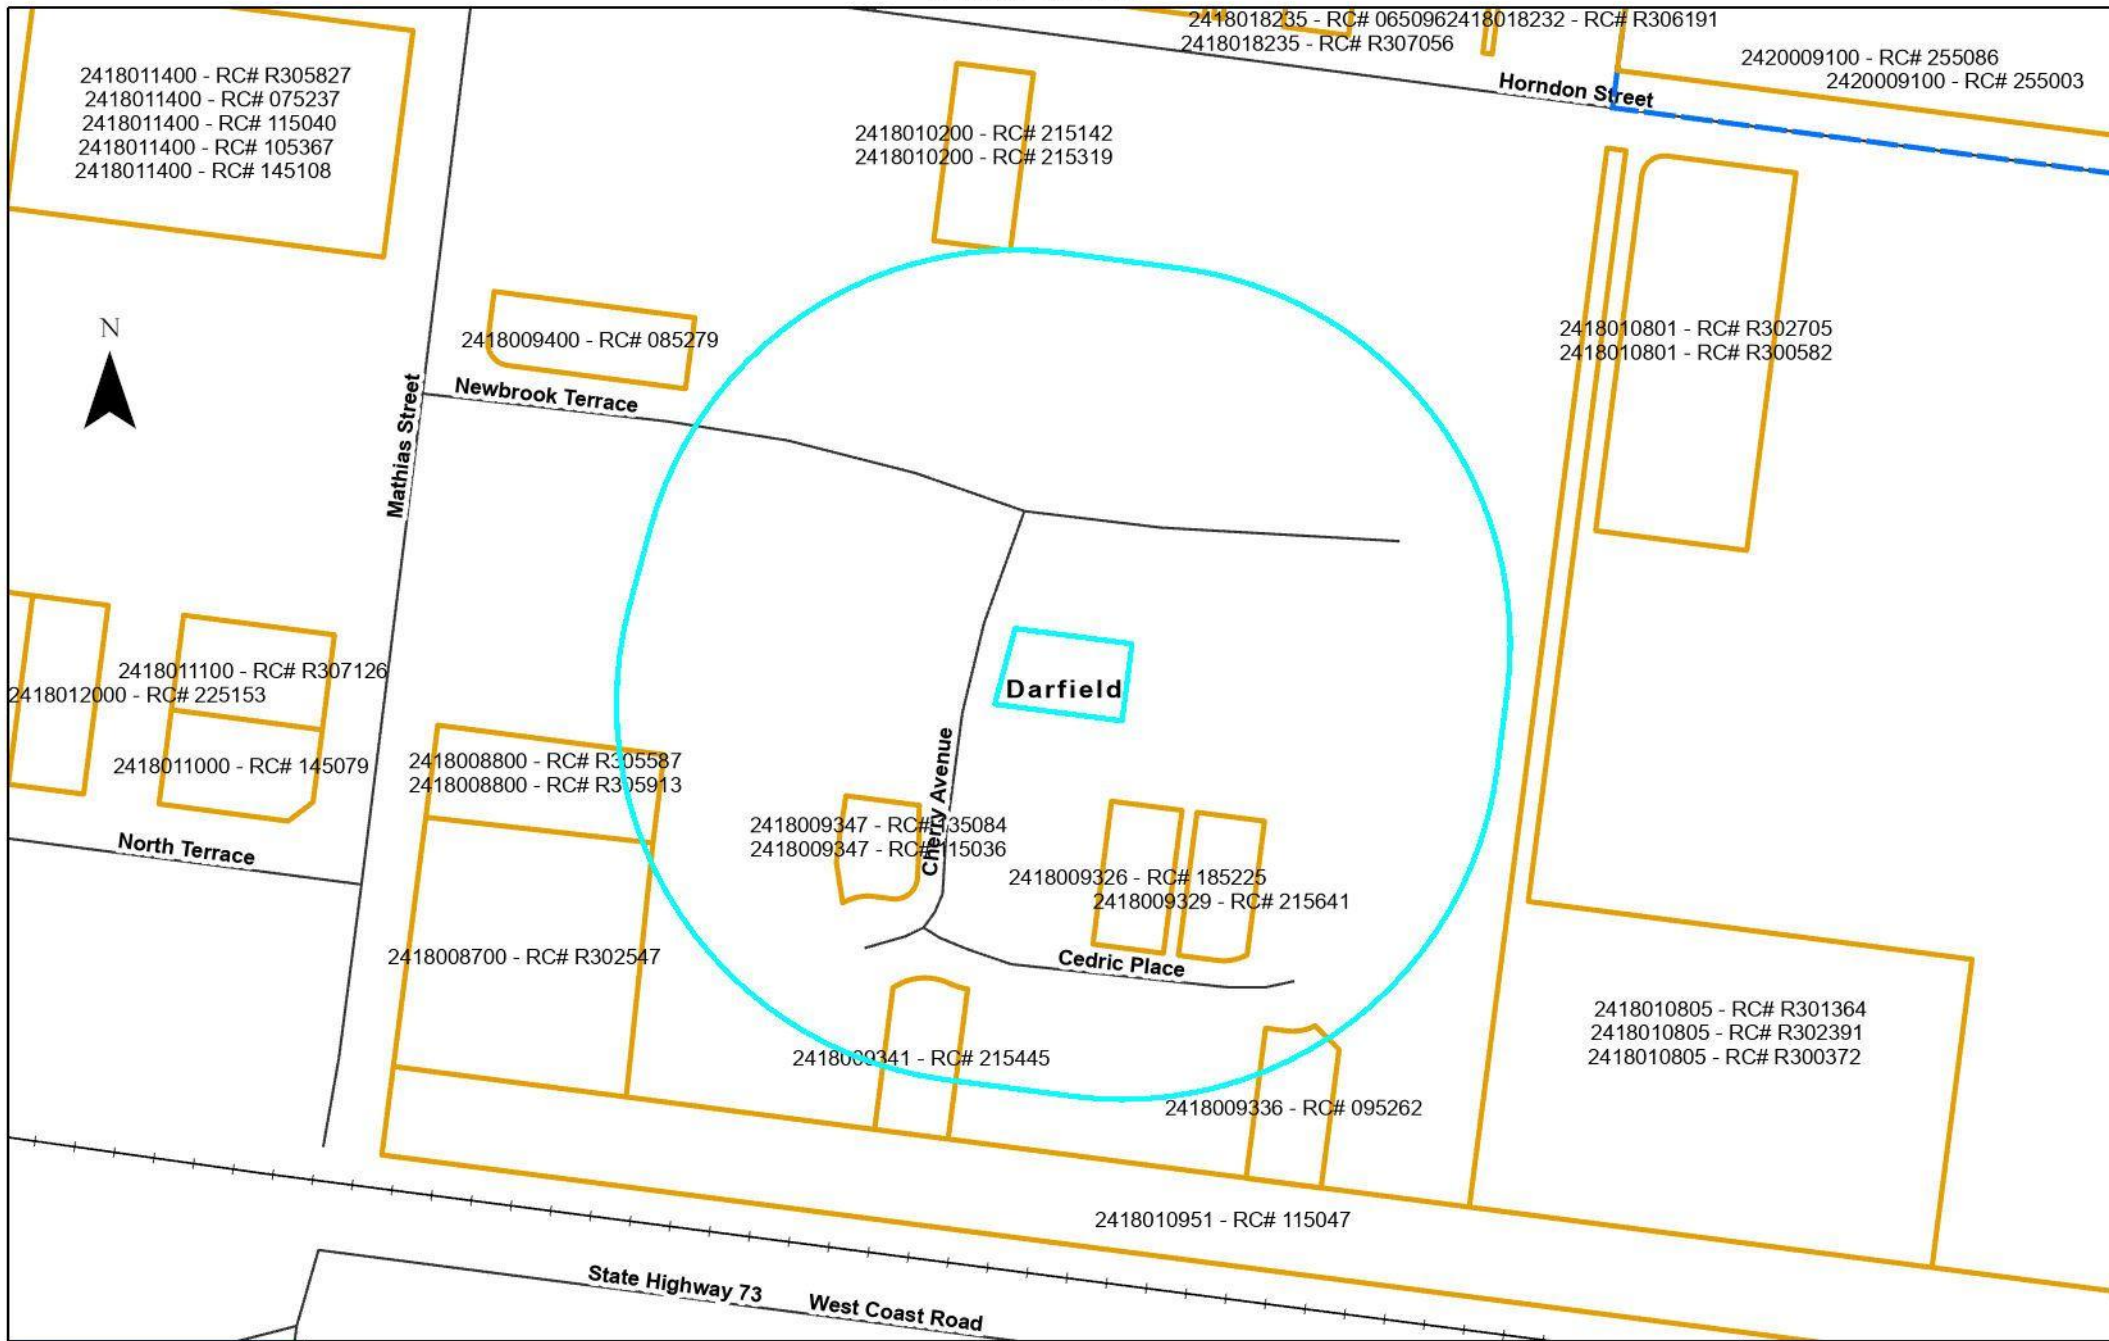 2418018235 - RC# 0650962418018232 - RC# R306191
2418018235 - RC# R307056
2420009100 - RC# 255086
2420009100 - RC# 255003
Horndon Street
2418011400 - RC# R305827
2418011400 - RC# 075237
2418011400 - RC# 115040
2418011400 - RC# 105367
2418011400 - RC# 145108
2418010200 - RC# 215142
2418010200 - RC# 215319
N
2418009400 - RC# 085279
2418010801 - RC# R302705
2418010801 - RC# R300582
Newbrook Terrace
Mathias Street
2418011100 - RC# R307126
2418012000 - RC# 225153
Darfield
2418011000 - RC# 145079
2418008800 - RC# R305587
2418008800 - RC# R305913
Cherry Avenue
2418009347 - RC# 135084
2418009347 - RC# 115036
North Terrace
2418009326 - RC# 185225
2418009329 - RC# 215641
2418008700 - RC# R302547
Cedric Place
2418010805 - RC# R301364
2418010805 - RC# R302391
2418010805 - RC# R300372
2418009341 - RC# 215445
2418009336 - RC# 095262
2418010951 - RC# 115047
State Highway 73
West Coast Road